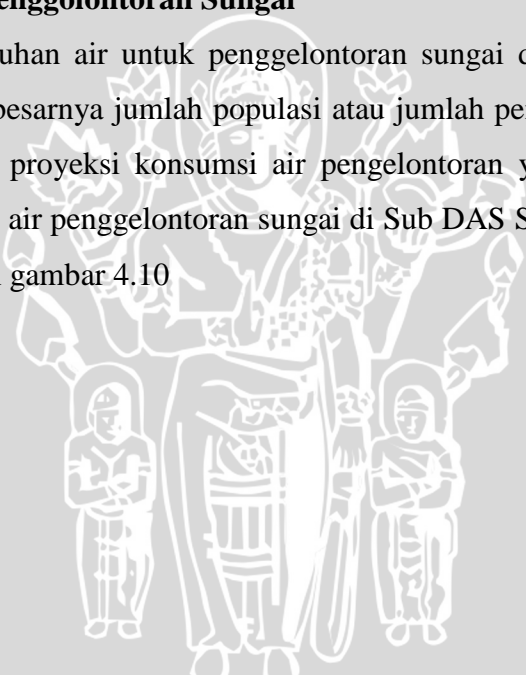 enggolontoran Sungai
uhan air untuk penggelontoran sungai d
besarnya jumlah populasi atau jumlah pe
proyeksi konsumsi air pengelontoran y
air penggelontoran sungai di Sub DAS S
gambar 4.10